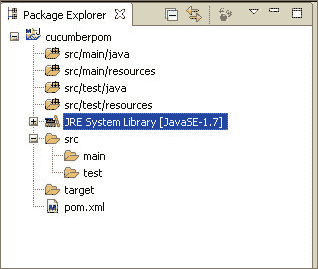 Package Explorer
cucumberpom
src/main/java
src/main/resources
src/test/java
src/test/resources
JRE System Library [JavaSE-1.7]
src
main
test
target
pom.xml